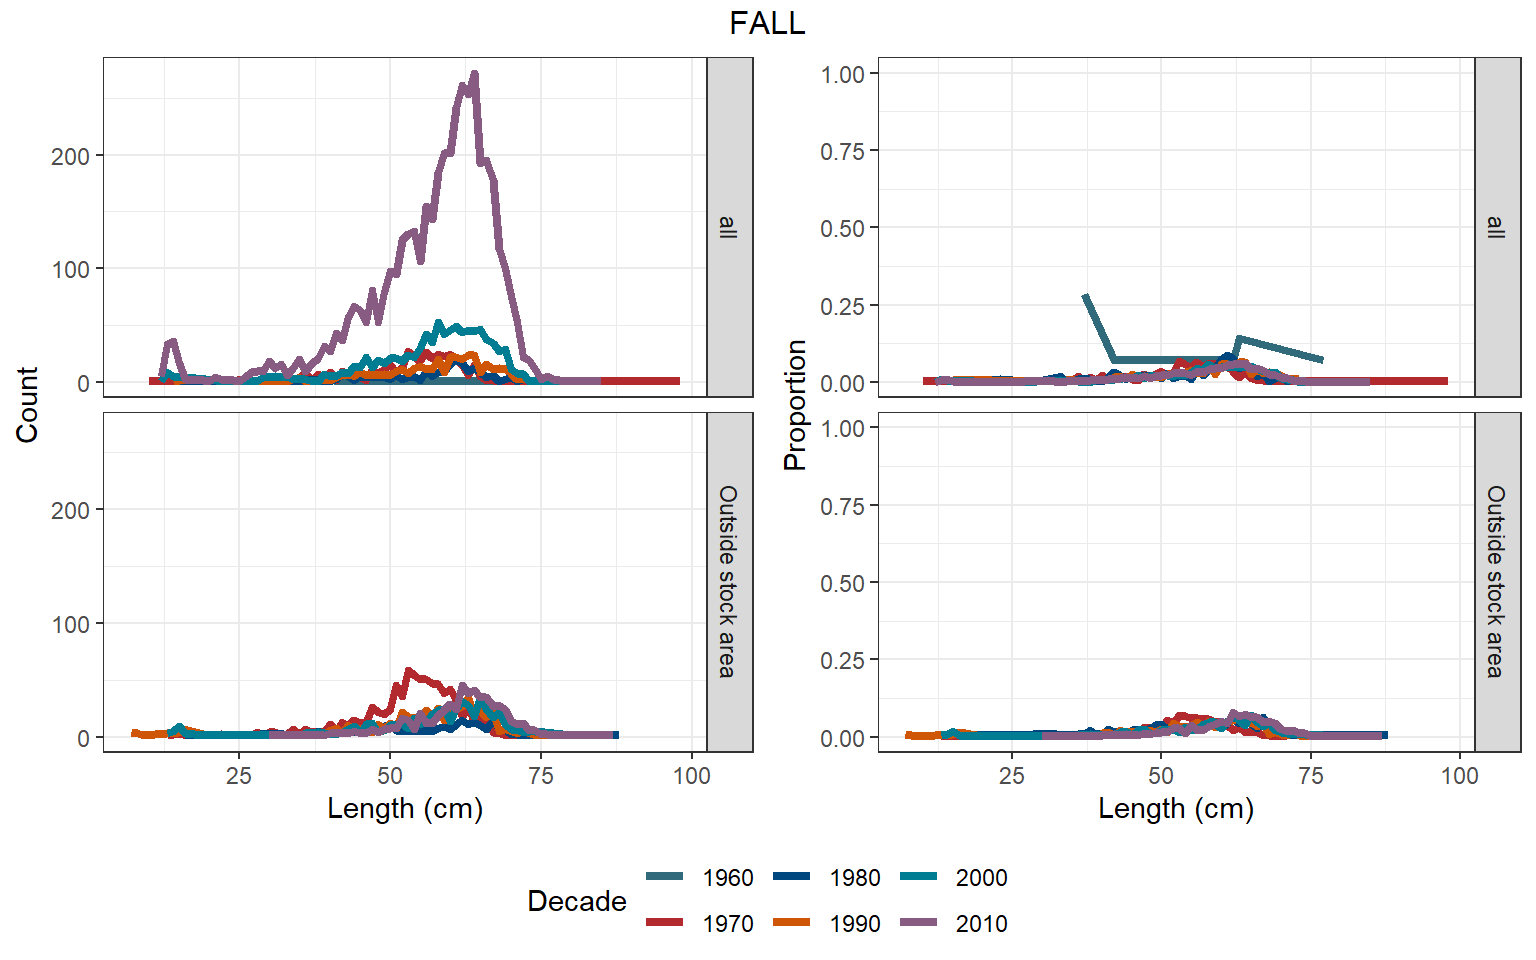 FALL
Count
200
100
0
all
200
100
0
Outside stock area
25 50 75 100
Length (cm)
Proportion
1.00
0.75
0.50
0.25
0.00
all
1.00
0.75
0.50
0.25
0.00
Outside stock area
25 50 75 100
Length (cm)
Decade
1960 1980 2000
1970 1990 2010